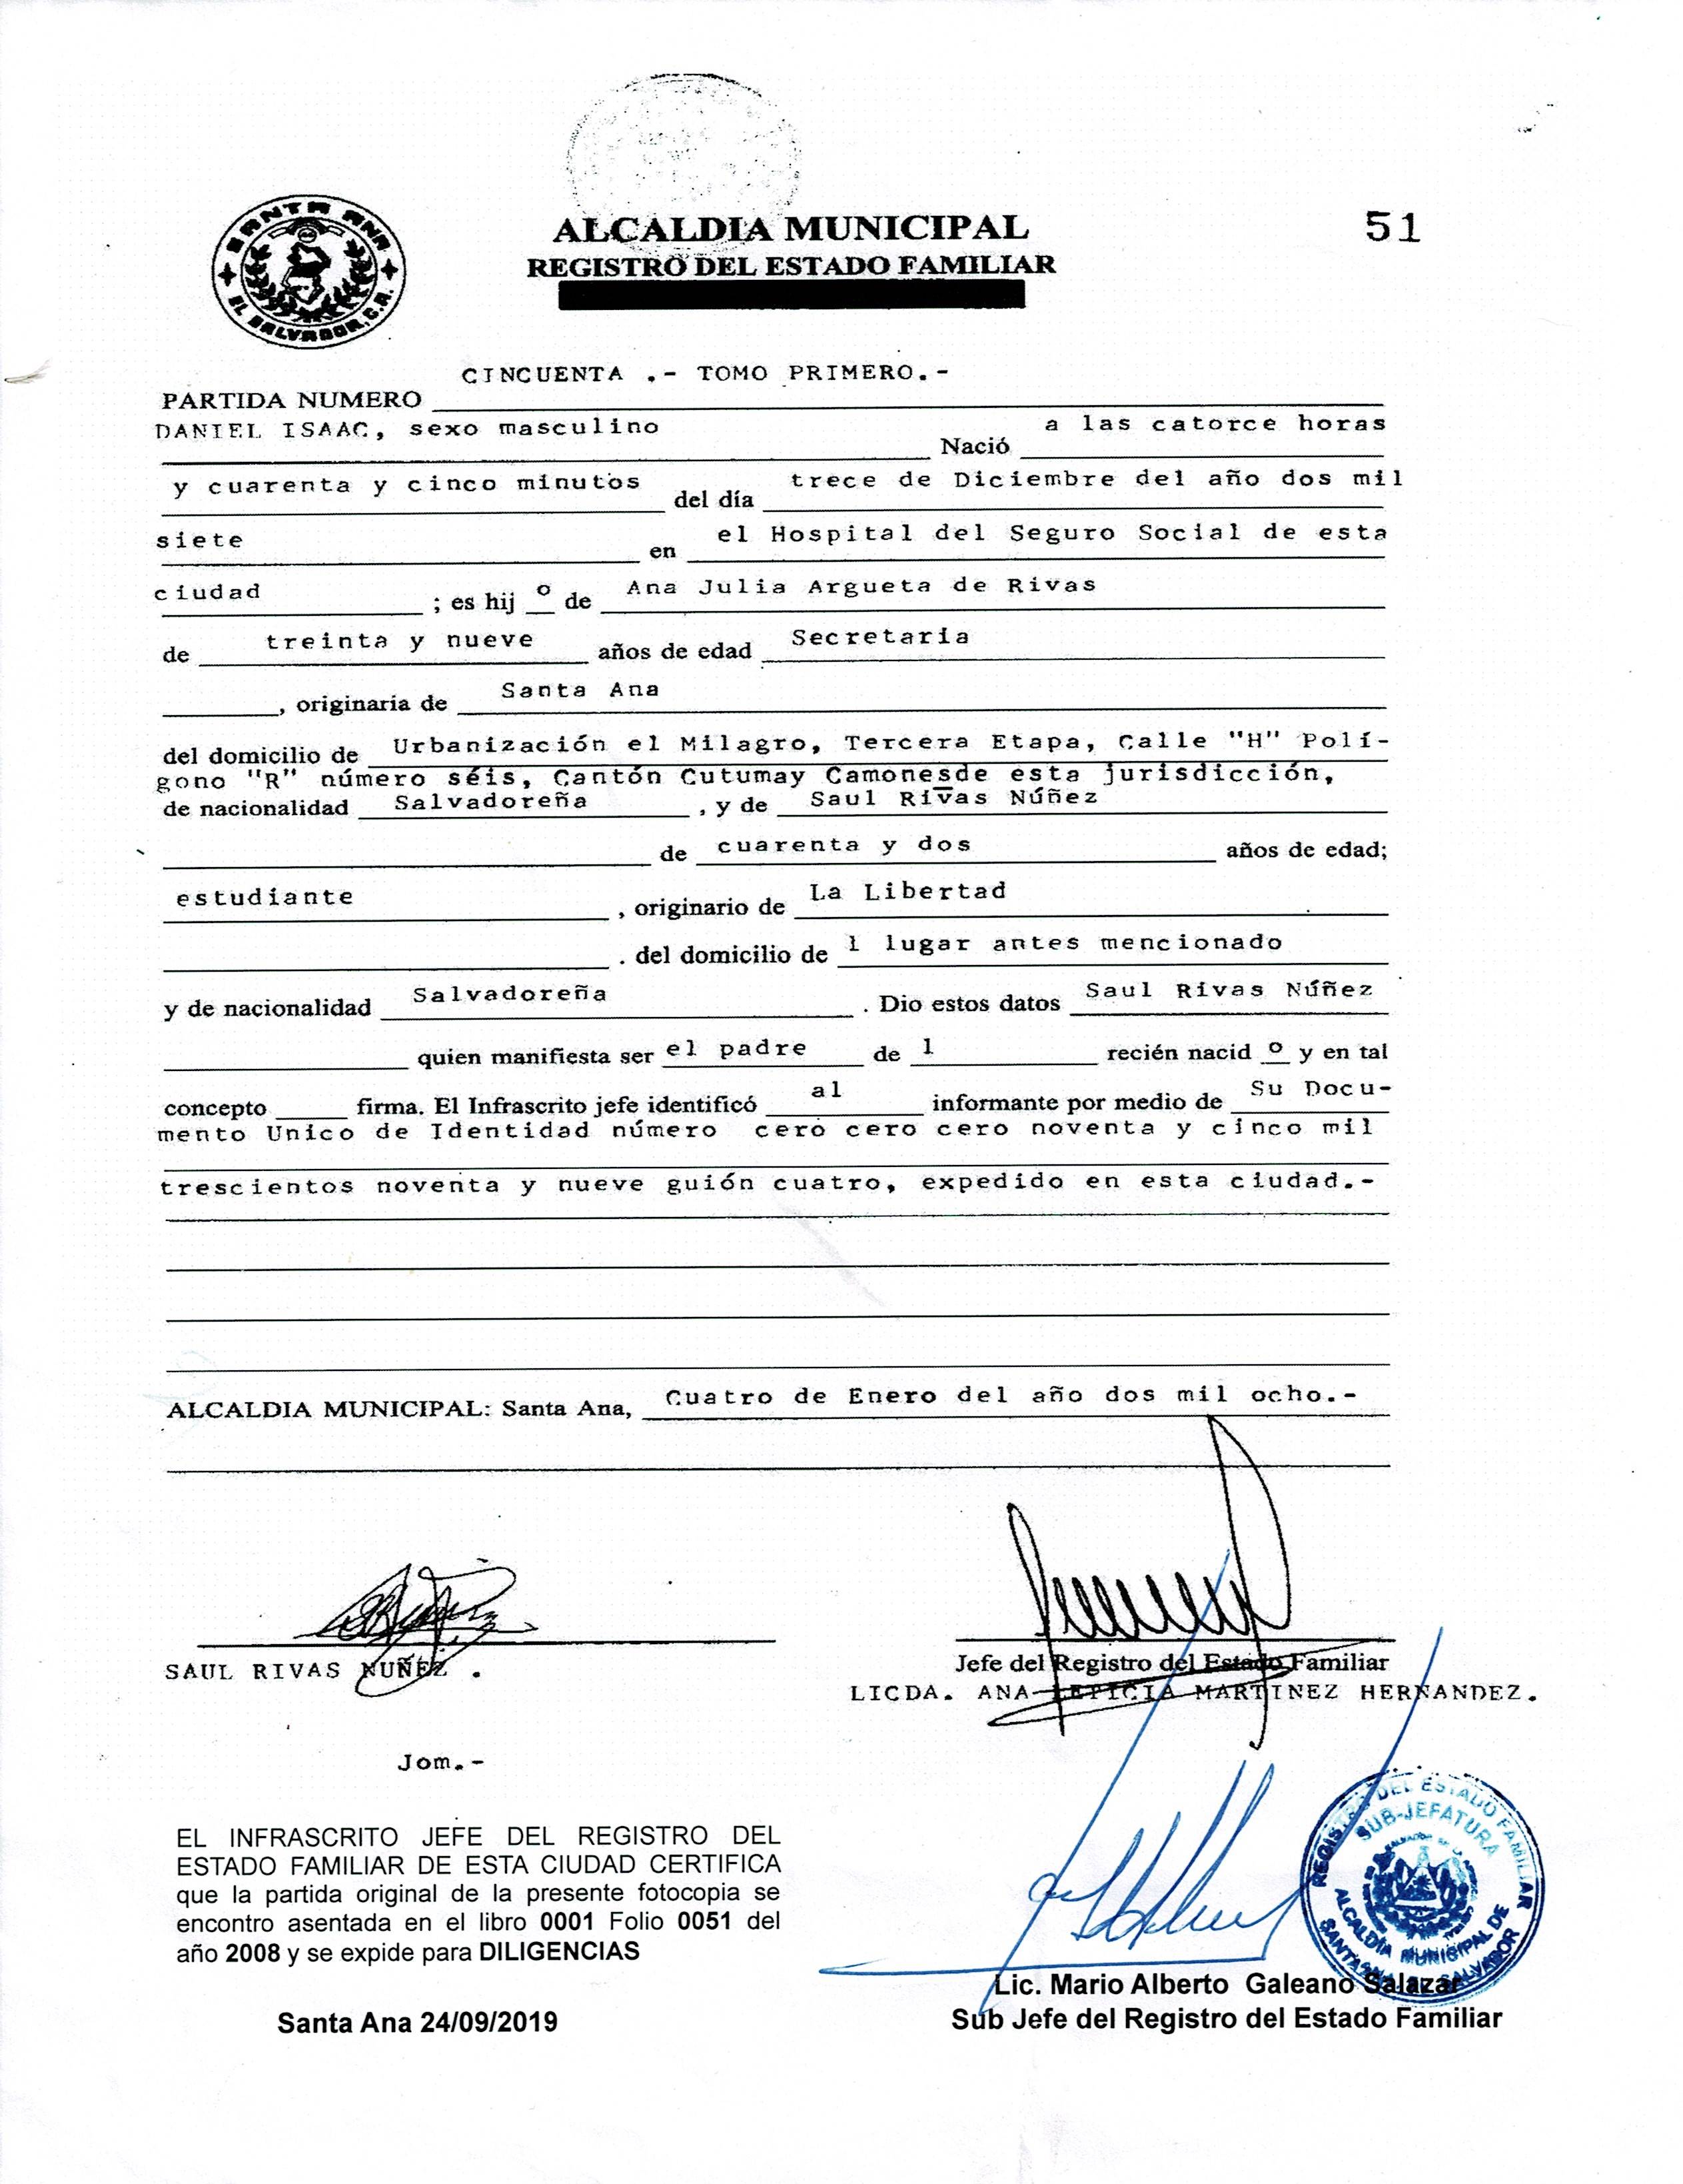 SANTA ANA
EL SALVADOR, C.A.
ALCALDIA MUNICIPAL
REGISTRO DEL ESTADO FAMILIAR
51
CINCUENTA .- TOMO PRIMERO.-
PARTIDA NUMERO
DANIEL ISAAC, sexo masculino Nació a las catorce horas
y cuarenta y cinco minutos del día trece de Diciembre del año dos mil
siete en el Hospital del Seguro Social de esta
ciudad ; es hij o de Ana Julia Argueta de Rivas
de treinta y nueve años de edad Secretaria
, originaria de Santa Ana
del domicilio de Urbanización el Milagro, Tercera Etapa, Calle "H" Polí-
gono "R" número séis, Cantón Cutumay Camonesde esta jurisdicción,
de nacionalidad Salvadoreña , y de Saul Rivas Núñez
de cuarenta y dos años de edad;
estudiante , originario de La Libertad
. del domicilio de l lugar antes mencionado
y de nacionalidad Salvadoreña . Dio estos datos Saul Rivas Núñez
quien manifiesta ser el padre de l recién nacid o y en tal
concepto firma. El Infrascrito jefe identificó al informante por medio de Su Docu-
mento Unico de Identidad número cero cero cero noventa y cinco mil
trescientos noventa y nueve guión cuatro, expedido en esta ciudad.-
ALCALDIA MUNICIPAL: Santa Ana, Cuatro de Enero del año dos mil ocho.-
SAUL RIVAS NUÑEZ .
Jefe del Registro del Estado Familiar
LICDA. ANA LETICIA MARTINEZ HERNANDEZ.
Jom.-
EL INFRASCRITO JEFE DEL REGISTRO DEL
ESTADO FAMILIAR DE ESTA CIUDAD CERTIFICA
que la partida original de la presente fotocopia se
encontro asentada en el libro 0001 Folio 0051 del
año 2008 y se expide para DILIGENCIAS
Santa Ana 24/09/2019
REGISTRO DEL ESTADO FAMILIAR
SUB-JEFATURA
ALCALDÍA MUNICIPAL DE
SANTA ANA EL SALVADOR
Lic. Mario Alberto Galeano Salazar
Sub Jefe del Registro del Estado Familiar